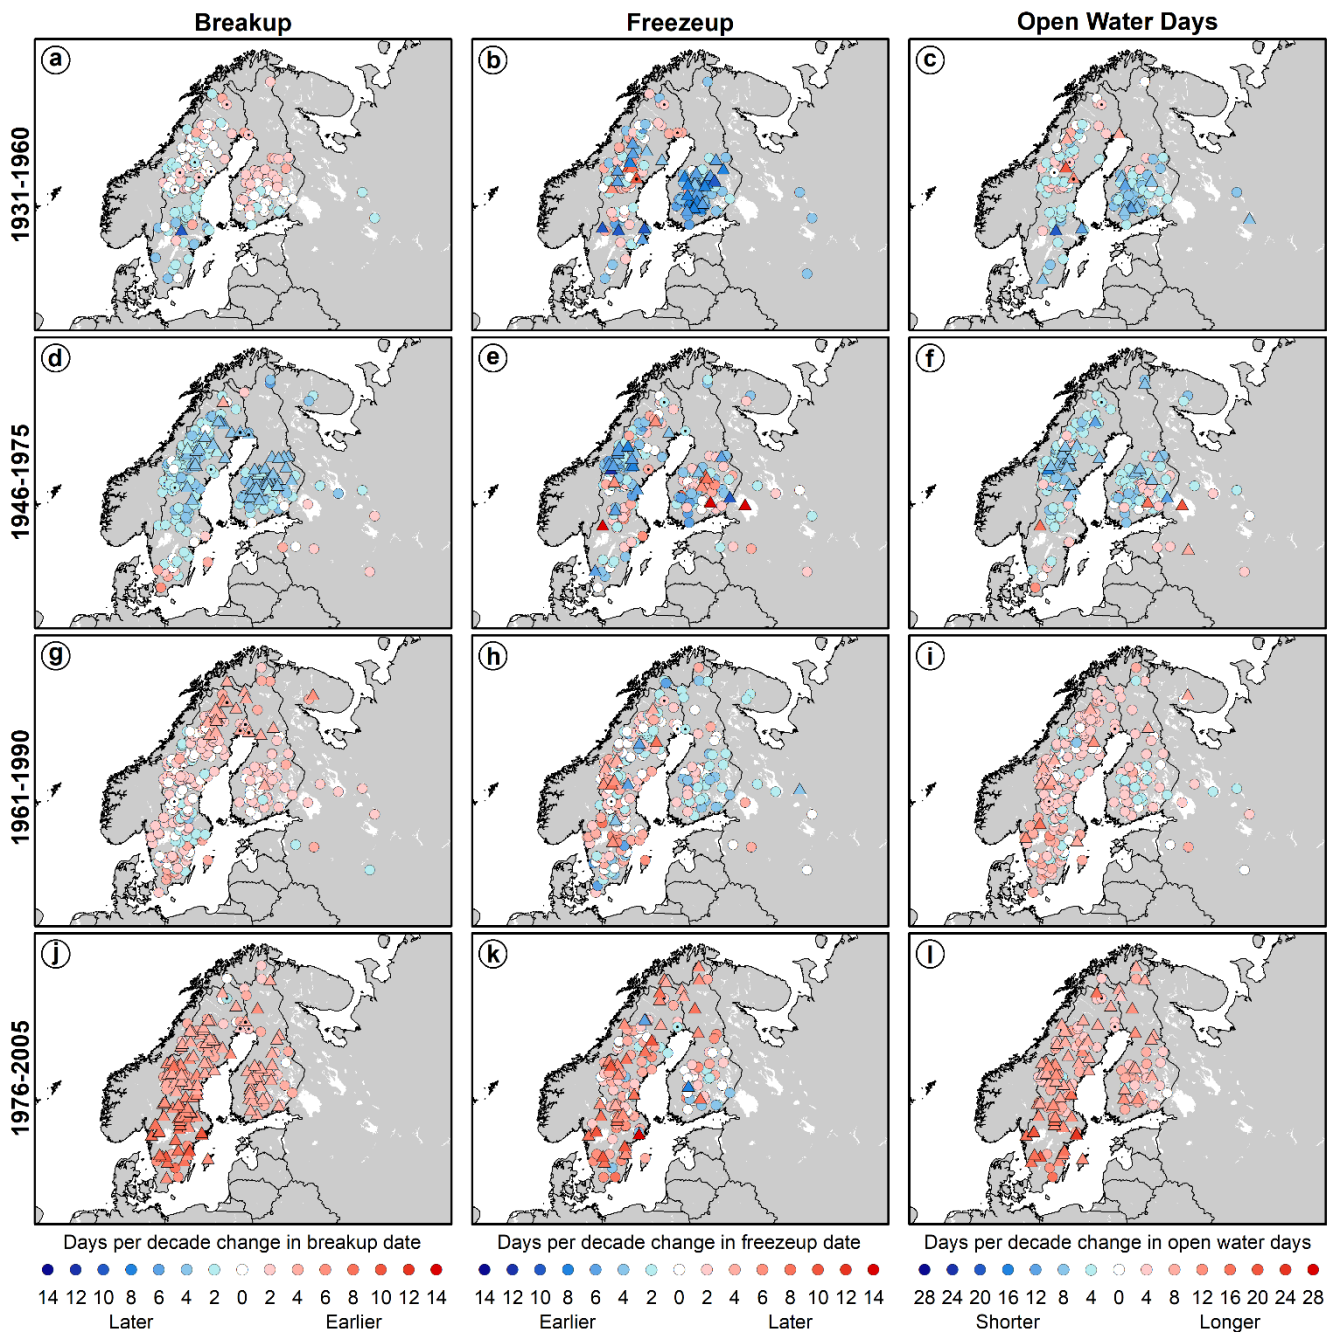 Breakup Freezeup Open Water Days
a b c
1931-1960
d e f
1946-1975
g h i
1961-1990
j k l
1976-2005
Days per decade change in breakup date Days per decade change in freezeup date Days per decade change in open water days
14 12 10 8 6 4 2 0 2 4 6 8 10 12 14 14 12 10 8 6 4 2 0 2 4 6 8 10 12 14 28 24 20 16 12 8 4 0 4 8 12 16 20 24 28
Later Earlier Earlier Later Shorter Longer